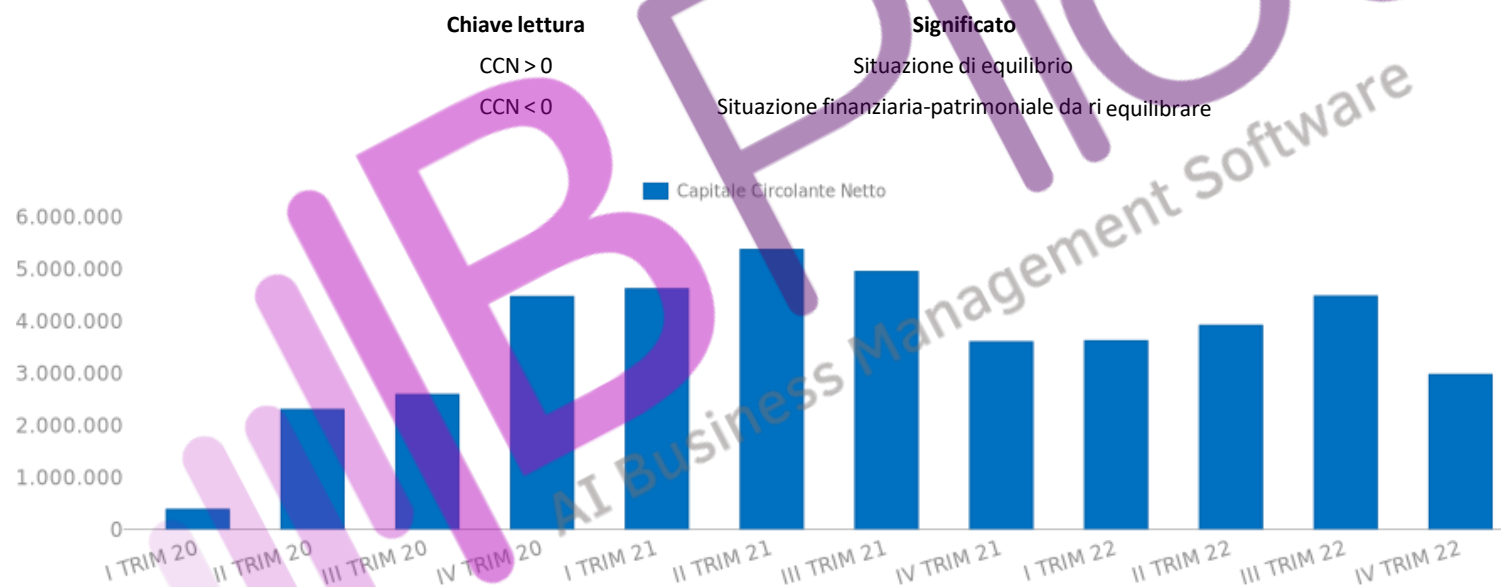 Chiave lettura Significato
CCN > 0 Situazione di equilibrio
CCN < 0 Situazione finanziaria-patrimoniale da ri equilibrare
Capitale Circolante Netto
6.000.000
5.000.000
4.000.000
3.000.000
2.000.000
1.000.000
0
I TRIM 20 II TRIM 20 III TRIM 20 IV TRIM 20 I TRIM 21 II TRIM 21 III TRIM 21 IV TRIM 21 I TRIM 22 II TRIM 22 III TRIM 22 IV TRIM 22
AI Business Management Software